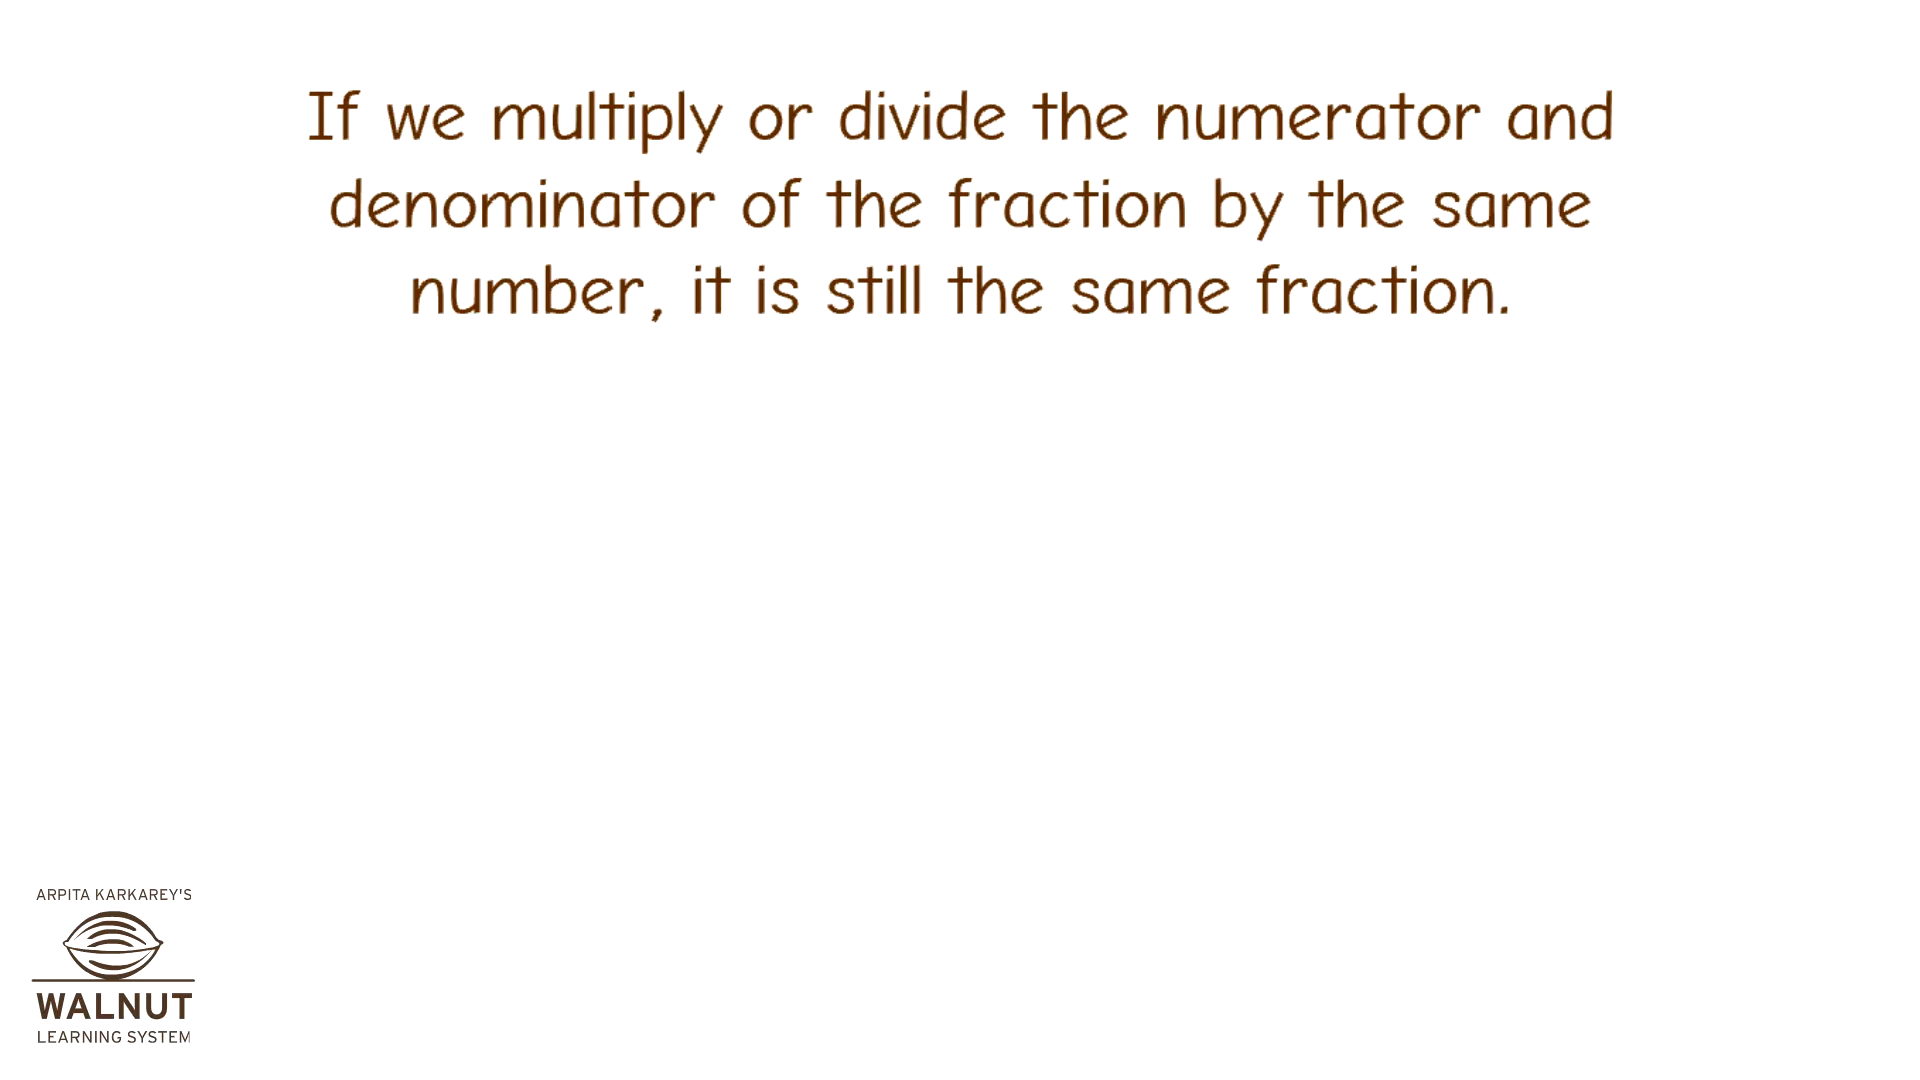 If we multiply or divide the numerator and
denominator of the fraction by the same
number, it is still the same fraction.
ARPITA KARKAREY'S
WALNUT
LEARNING SYSTEM